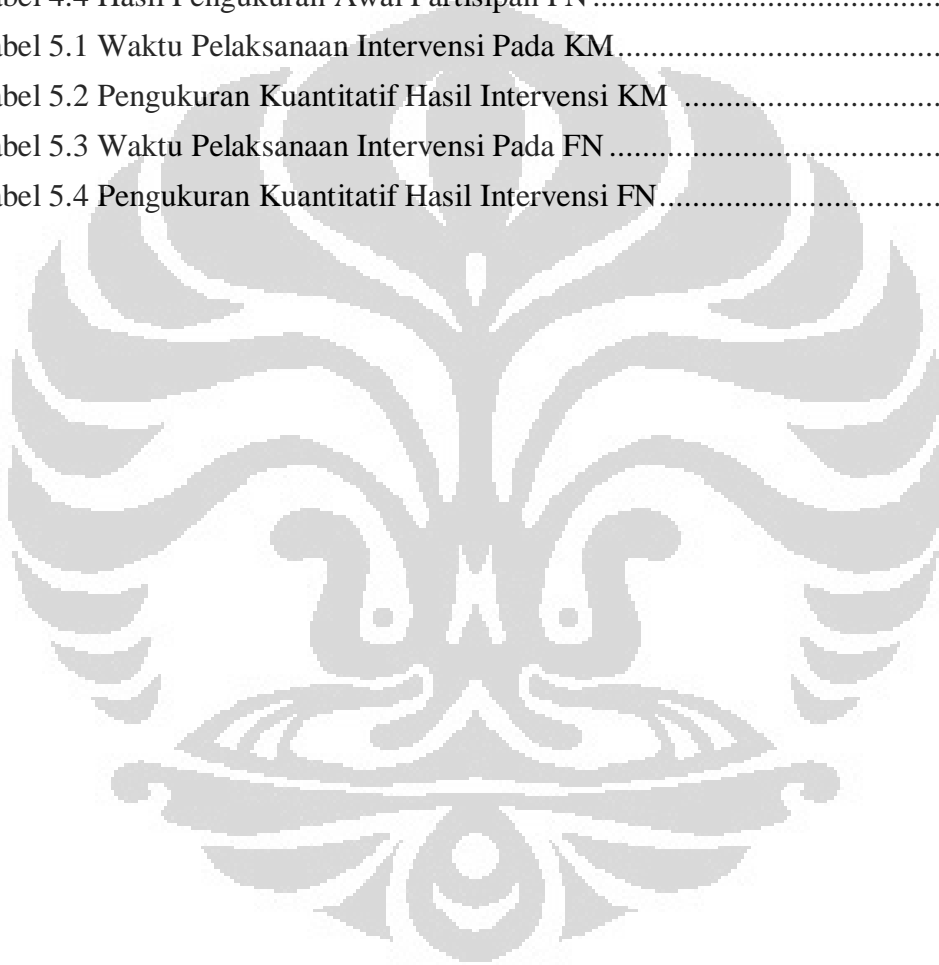 abel 4.4 Hasil Pengukuran Awal Partisipan FN....................................
abel 5.1 Waktu Pelaksanaan Intervensi Pada KM....................................
abel 5.2 Pengukuran Kuantitatif Hasil Intervensi KM ..............................
abel 5.3 Waktu Pelaksanaan Intervensi Pada FN.....................................
abel 5.4 Pengukuran Kuantitatif Hasil Intervensi FN................................